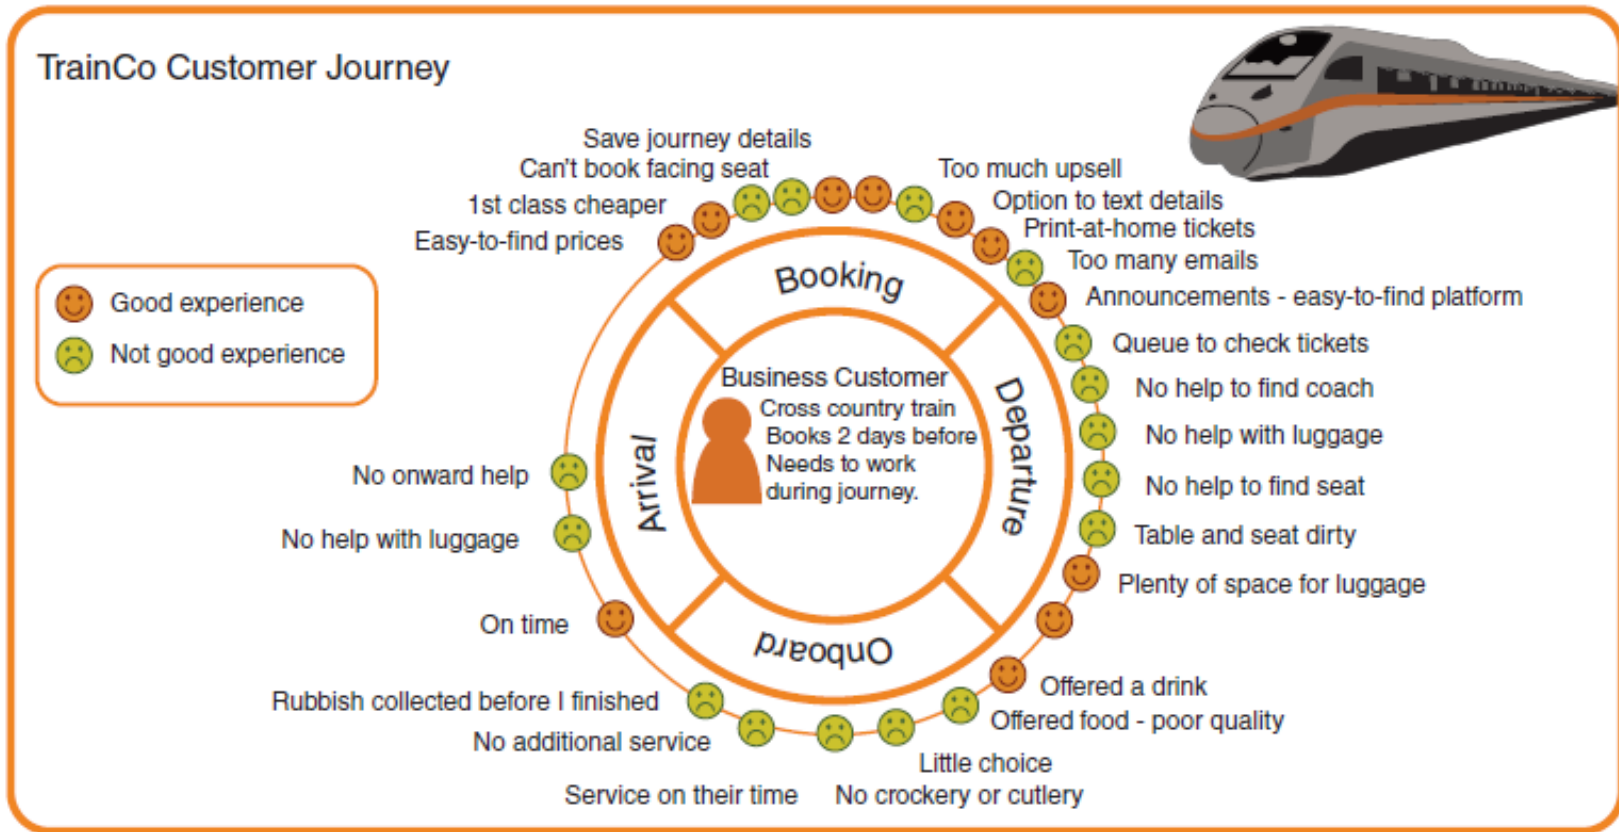 TrainCo Customer Journey
Save journey details
Can't book facing seat
1st class cheaper
Easy-to-find prices
Too much upsell
Option to text details
Print-at-home tickets
Too many emails
Announcements - easy-to-find platform
Queue to check tickets
No help to find coach
No help with luggage
No help to find seat
Table and seat dirty
Plenty of space for luggage
Offered a drink
Offered food - poor quality
Little choice
No crockery or cutlery
Service on their time
No additional service
Rubbish collected before I finished
On time
No help with luggage
No onward help
Good experience
Not good experience
Booking
Departure
Onboard
Arrival
Business Customer
Cross country train
Books 2 days before
Needs to work
during journey.